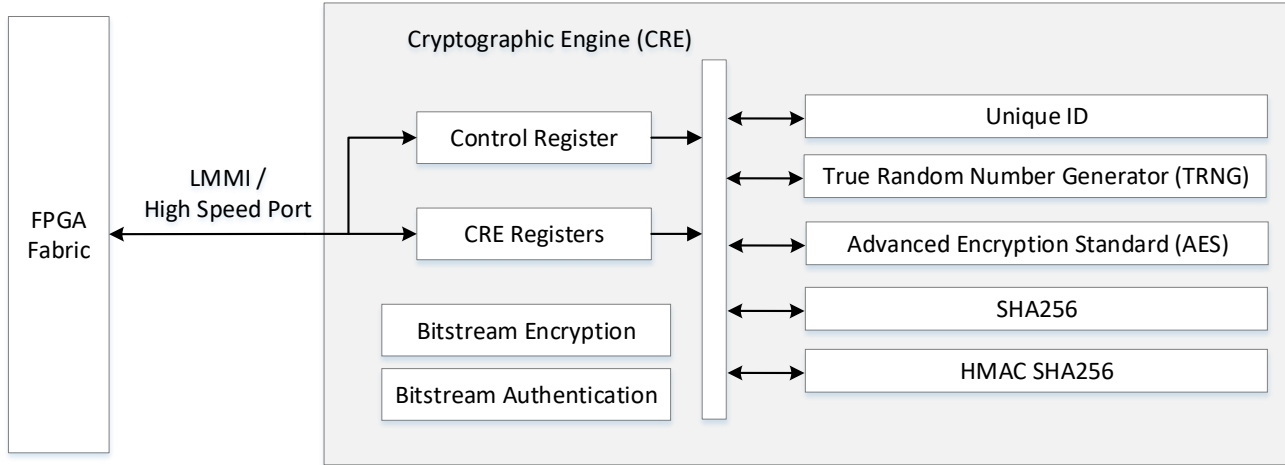 Cryptographic Engine (CRE)
FPGA
Fabric
LMMI /
High Speed Port
Control Register
CRE Registers
Bitstream Encryption
Bitstream Authentication
Unique ID
True Random Number Generator (TRNG)
Advanced Encryption Standard (AES)
SHA256
HMAC SHA256